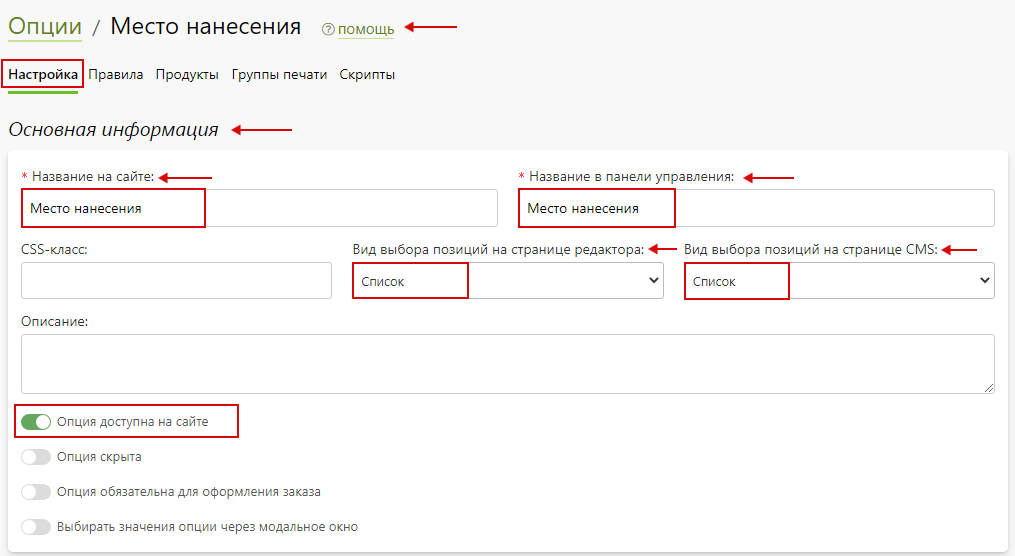 Опции / Место нанесения ? помощь
Настройка Правила Продукты Группы печати Скрипты
Основная информация
* Название на сайте: * Название в панели управления:
Место нанесения Место нанесения
CSS-класс: Вид выбора позиций на странице редактора: Вид выбора позиций на странице CMS:
Список Список
Описание:
Опция доступна на сайте
Опция скрыта
Опция обязательна для оформления заказа
Выбирать значения опции через модальное окно